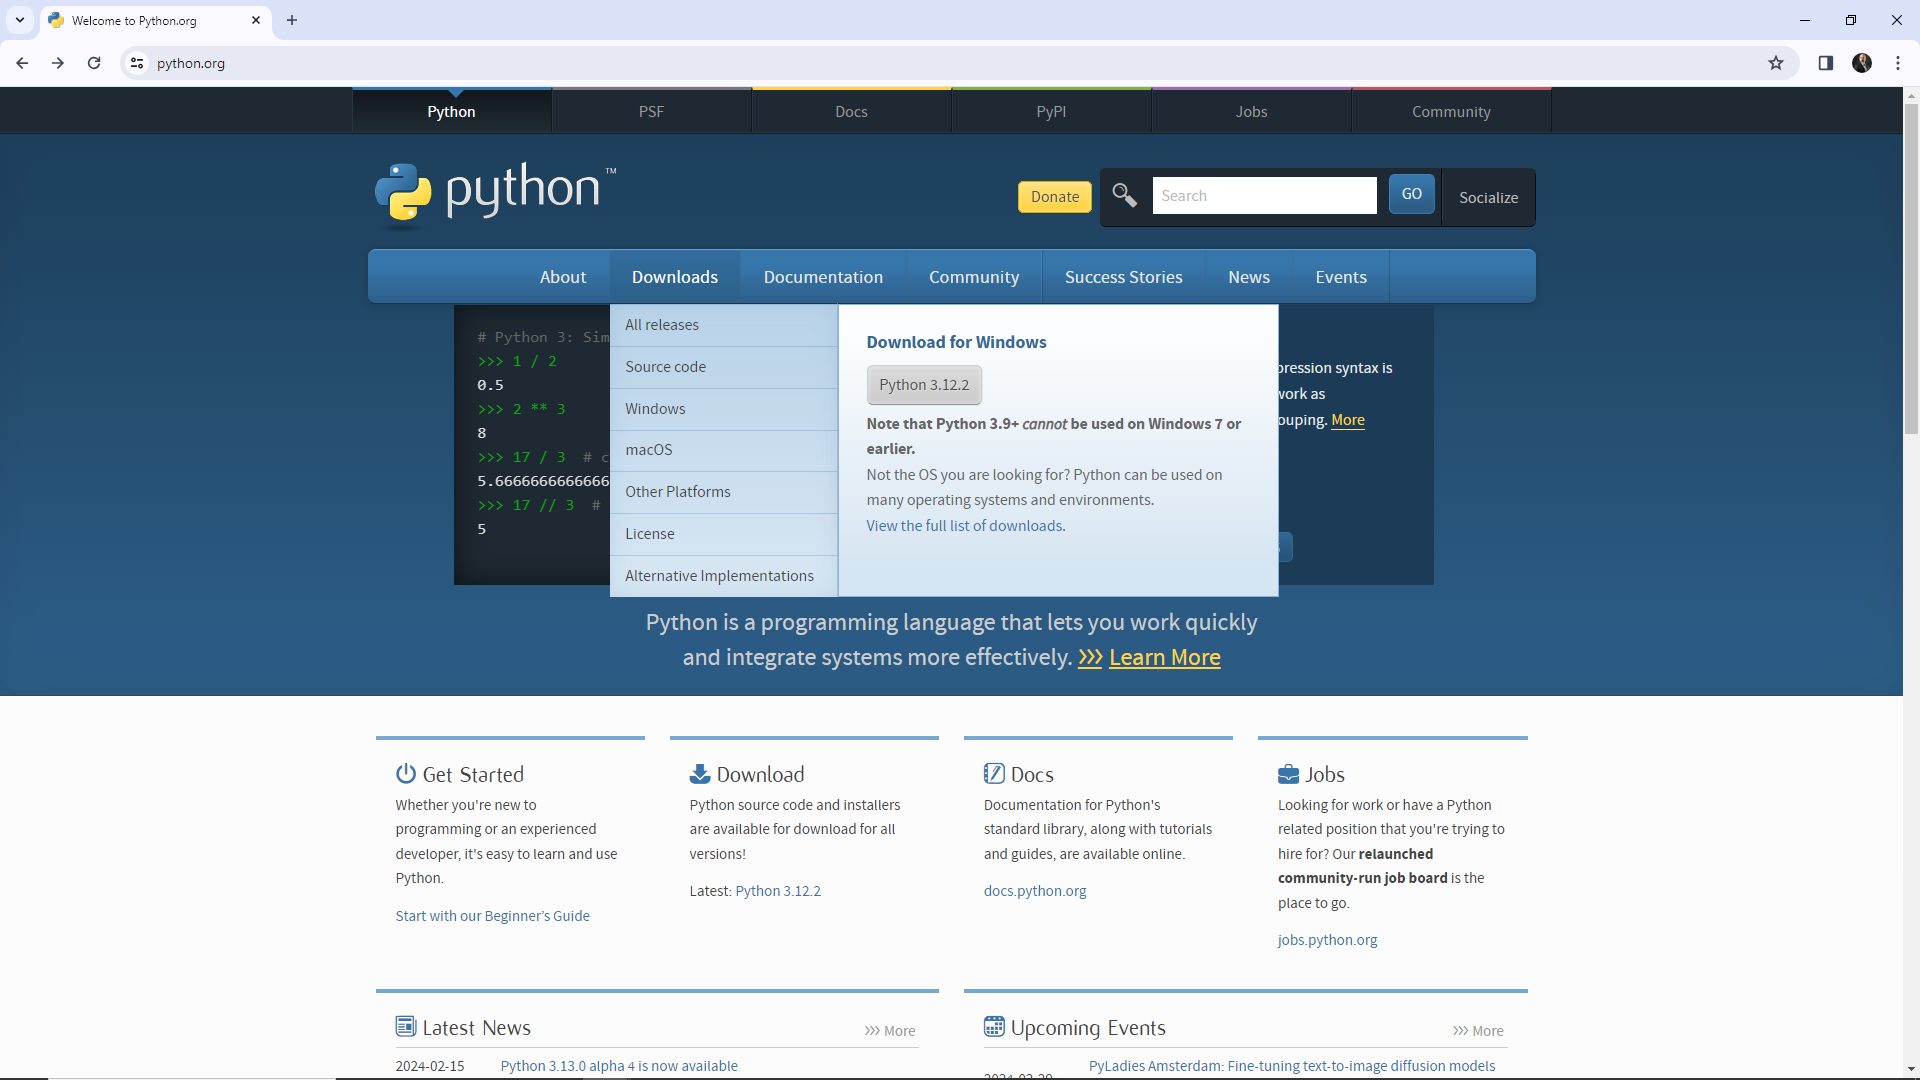 Welcome to Python.org
python.org
Python
PSF
Docs
PyPI
Jobs
Community
python™
Donate
Search
GO
Socialize
About
Downloads
Documentation
Community
Success Stories
News
Events
# Python 3: Sim
>>> 1 / 2
0.5
>>> 2 ** 3
8
>>> 17 / 3 # c
5.6666666666666
>>> 17 // 3 #
5
All releases
Source code
Windows
macOS
Other Platforms
License
Alternative Implementations
Download for Windows
Python 3.12.2
Note that Python 3.9+ cannot be used on Windows 7 or
earlier.
Not the OS you are looking for? Python can be used on
many operating systems and environments.
View the full list of downloads.
pression syntax is
work as
ouping. More
Python is a programming language that lets you work quickly
and integrate systems more effectively. >>> Learn More
Get Started
Whether you're new to
programming or an experienced
developer, it's easy to learn and use
Python.
Start with our Beginner’s Guide
Download
Python source code and installers
are available for download for all
versions!
Latest: Python 3.12.2
Docs
Documentation for Python's
standard library, along with tutorials
and guides, are available online.
docs.python.org
Jobs
Looking for work or have a Python
related position that you're trying to
hire for? Our relaunched
community-run job board is the
place to go.
jobs.python.org
Latest News
>>> More
2024-02-15 Python 3.13.0 alpha 4 is now available
Upcoming Events
>>> More
PyLadies Amsterdam: Fine-tuning text-to-image diffusion models